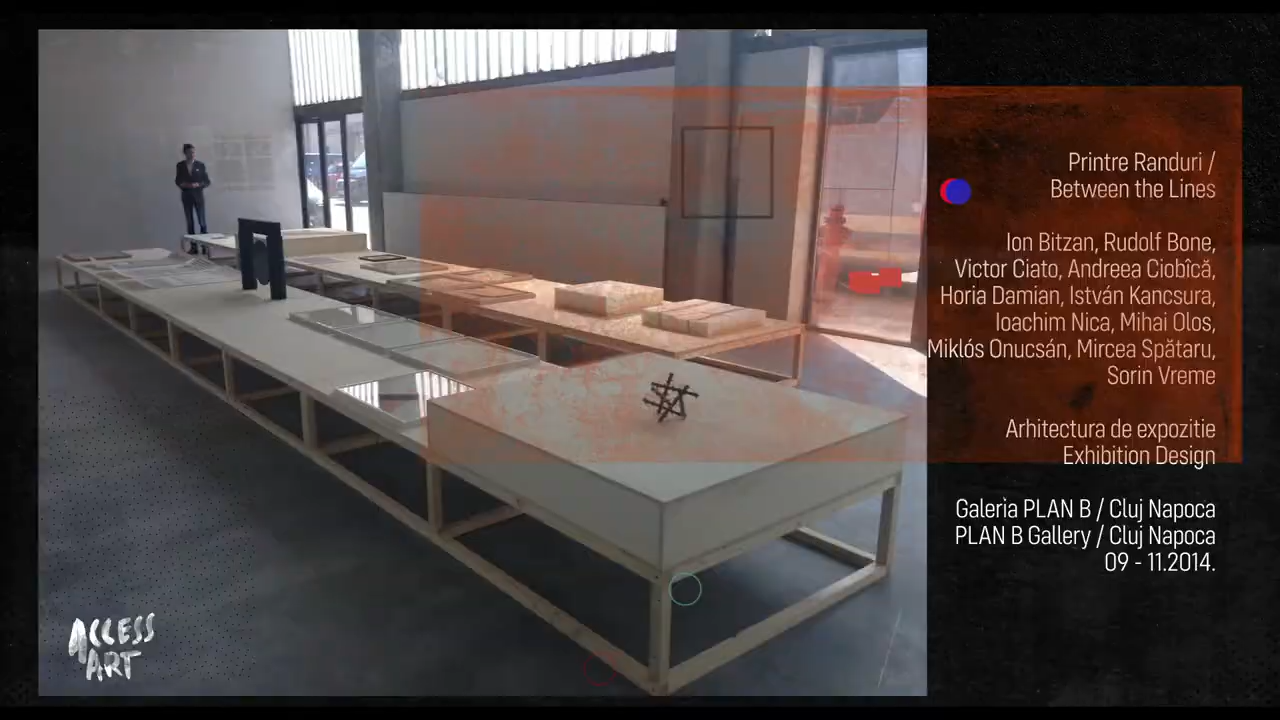 Printre Randuri /
Between the Lines
Ion Bitzan, Rudolf Bone,
Victor Ciato, Andreea Ciobîcă,
Horia Damian, István Kancsura,
Ioachim Nica, Mihai Olos,
Miklós Onucsán, Mircea Spătaru,
Sorin Vreme
Arhitectura de expozitie
Exhibition Design
Galeria PLAN B / Cluj Napoca
PLAN B Gallery / Cluj Napoca
09 - 11.2014.
ACCESS
ART